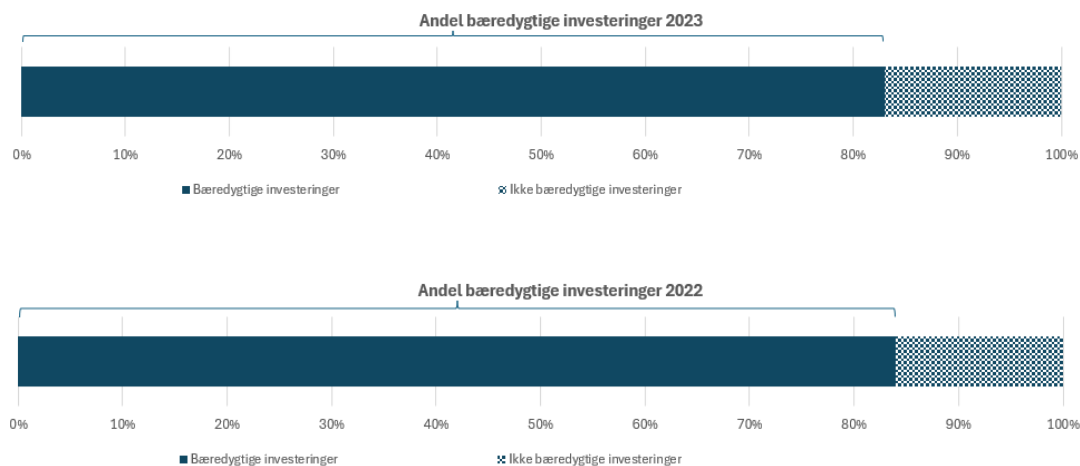 Andel bæredygtige investeringer 2023
0% 10% 20% 30% 40% 50% 60% 70% 80% 90% 100%
Bæredygtige investeringer Ikke bæredygtige investeringer
Andel bæredygtige investeringer 2022
0% 10% 20% 30% 40% 50% 60% 70% 80% 90% 100%
Bæredygtige investeringer Ikke bæredygtige investeringer